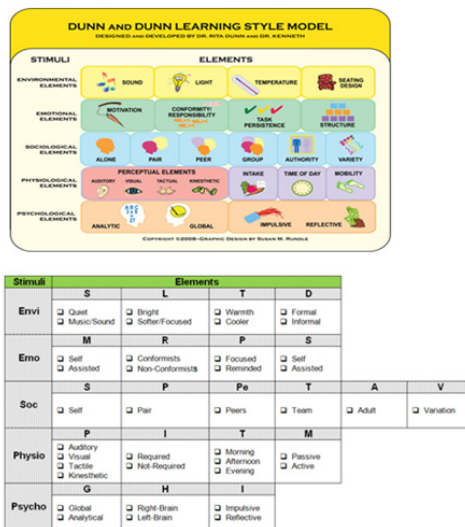 DUNN AND DUNN LEARNING STYLE MODEL
DESIGNED AND DEVELOPED BY DR. RITA DUNN AND DR. KENNETH
STIMULI ELEMENTS
ENVIRONMENTAL ELEMENTS SOUND LIGHT TEMPERATURE SEATING DESIGN
EMOTIONAL ELEMENTS MOTIVATION CONFORMITY/ RESPONSIBILITY TASK PERSISTENCE STRUCTURE
SOCIOLOGICAL ELEMENTS ALONE PAIR PEER GROUP AUTHORITY VARIETY
PERCEPTUAL ELEMENTS
PHYSIOLOGICAL ELEMENTS AUDITORY VISUAL TACTUAL KINESTHETIC INTAKE TIME OF DAY MOBILITY
PSYCHOLOGICAL ELEMENTS ANALYTIC GLOBAL IMPULSIVE REFLECTIVE
COPYRIGHT ©2008–GRAPHIC DESIGN BY SUSAN M. RUNDLE
Stimuli Elements
S L T D
Envi
Quiet Bright Warmth Formal
Music/Sound Softer/Focused Cooler Informal
M R P S
Emo
Self Conformists Focused Self
Assisted Non-Conformists Reminded Assisted
S P Pe T A V
Soc
Self Pair Peers Team Adult Variation
P I T M
Physio
Auditory
Visual Required Morning Passive
Tactile Not-Required Afternoon Active
Kinesthetic Evening
G H I
Psycho
Global Right-Brain Impulsive
Analytical Left-Brain Reflective